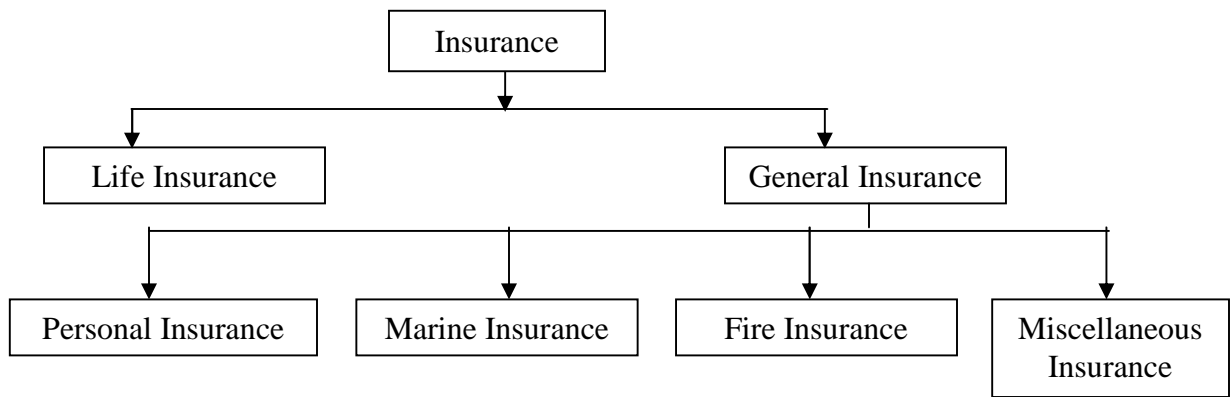 Insurance
Life Insurance
General Insurance
Personal Insurance
Marine Insurance
Fire Insurance
Miscellaneous
Insurance